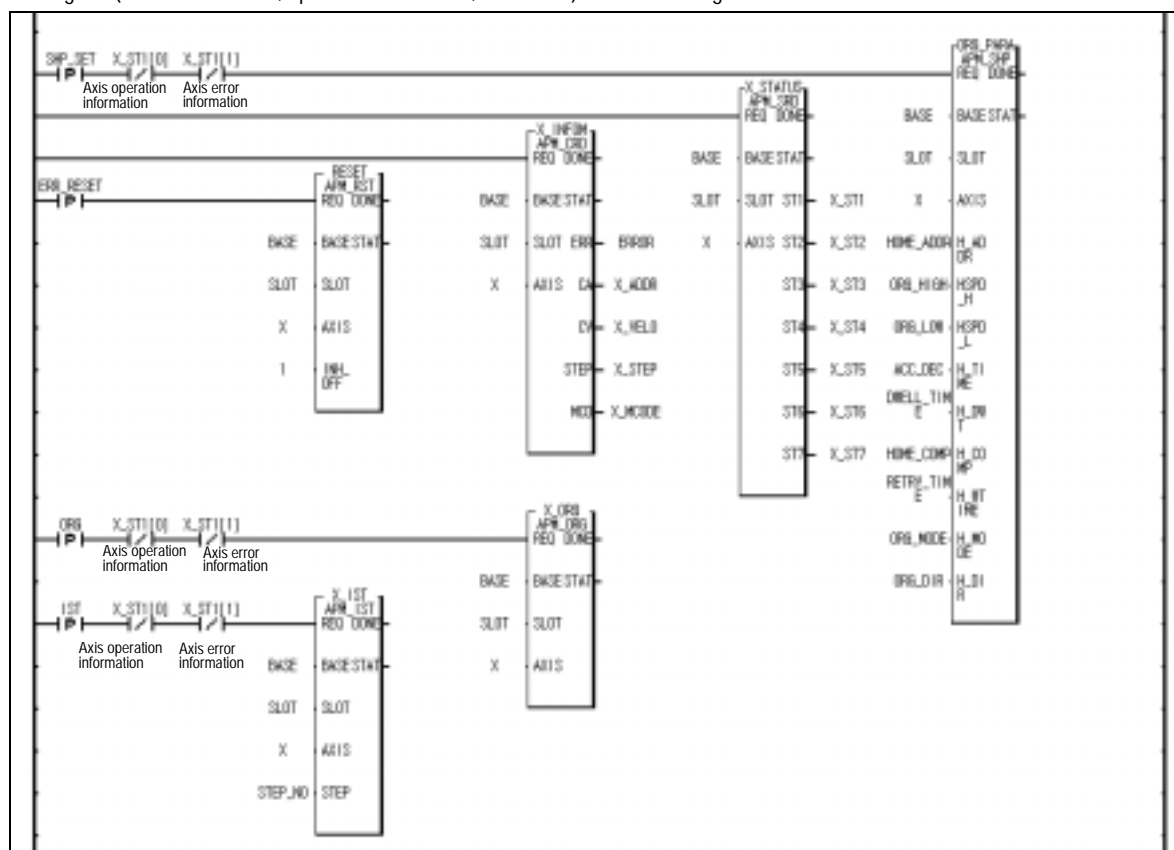 ORG_PARA
SHP_SET X_ST1[0] X_ST1[1] APM_SHP
P REQ DONE
Axis operation information Axis error information
X_STATUS
APM_SRD
REQ DONE BASE BASE STAT
X_INFOM
APM_CRD
REQ DONE BASE BASE STAT SLOT SLOT
ERR_RESET RESET
APM_RST
P REQ DONE BASE BASE STAT SLOT SLOT ST1 X_ST1 X AXIS
BASE BASE STAT SLOT SLOT ERR ERROR X AXIS ST2 X_ST2 HOME_ADDR H_ADDR
SLOT SLOT X AXIS CA X_ADDR ST3 X_ST3 ORG_HIGH HSPD_H
X AXIS CV X_VELO ST4 X_ST4 ORG_LOW HSPD_L
1 INH_OFF STEP X_STEP ST5 X_ST5 ACC_DEC H_TIME
MCD X_MCODE ST6 X_ST6 DWELL_TIME H_DWT
ST7 X_ST7 HOME_COMP H_COMP
RETRY_TIME H_WTIME
X_ORG
ORG X_ST1[0] X_ST1[1] APM_ORG
P REQ DONE ORG_MODE H_MODE
Axis operation information Axis error information
BASE BASE STAT ORG_DIR H_DIR
X_IST
IST X_ST1[0] X_ST1[1] APM_IST
P REQ DONE SLOT SLOT
Axis operation information Axis error information
BASE BASE STAT X AXIS
SLOT SLOT
X AXIS
STEP_NO STEP